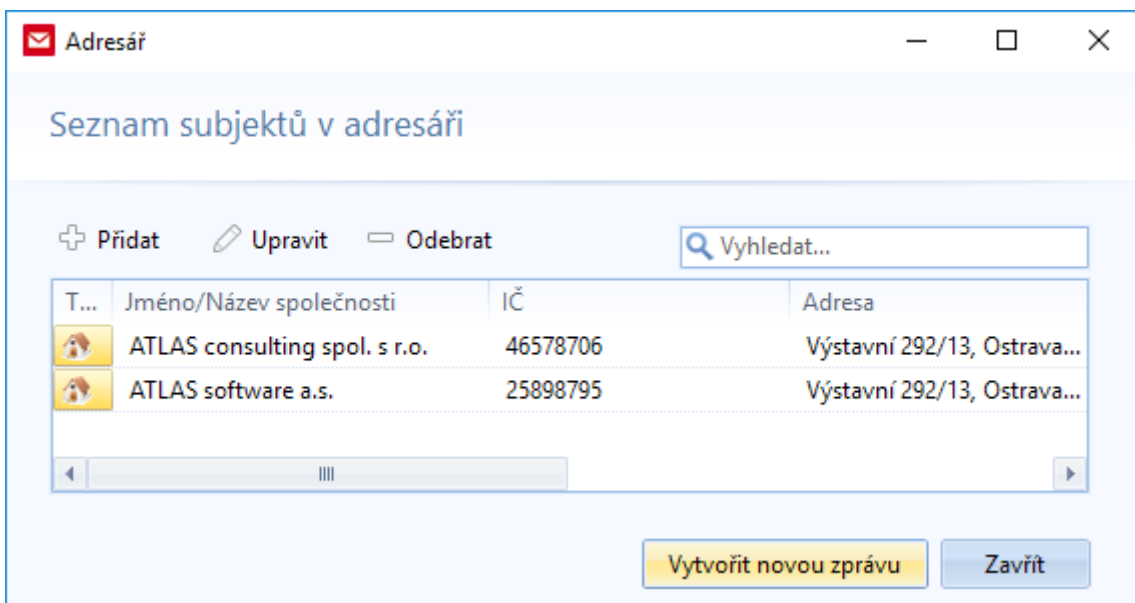 Adresář
Seznam subjektů v adresáři
Přidat Upravit Odebrat Vyhledat...
T... Jméno/Název společnosti IČ Adresa
ATLAS consulting spol. s r.o. 46578706 Výstavní 292/13, Ostrava...
ATLAS software a.s. 25898795 Výstavní 292/13, Ostrava...
Vytvořit novou zprávu Zavřít